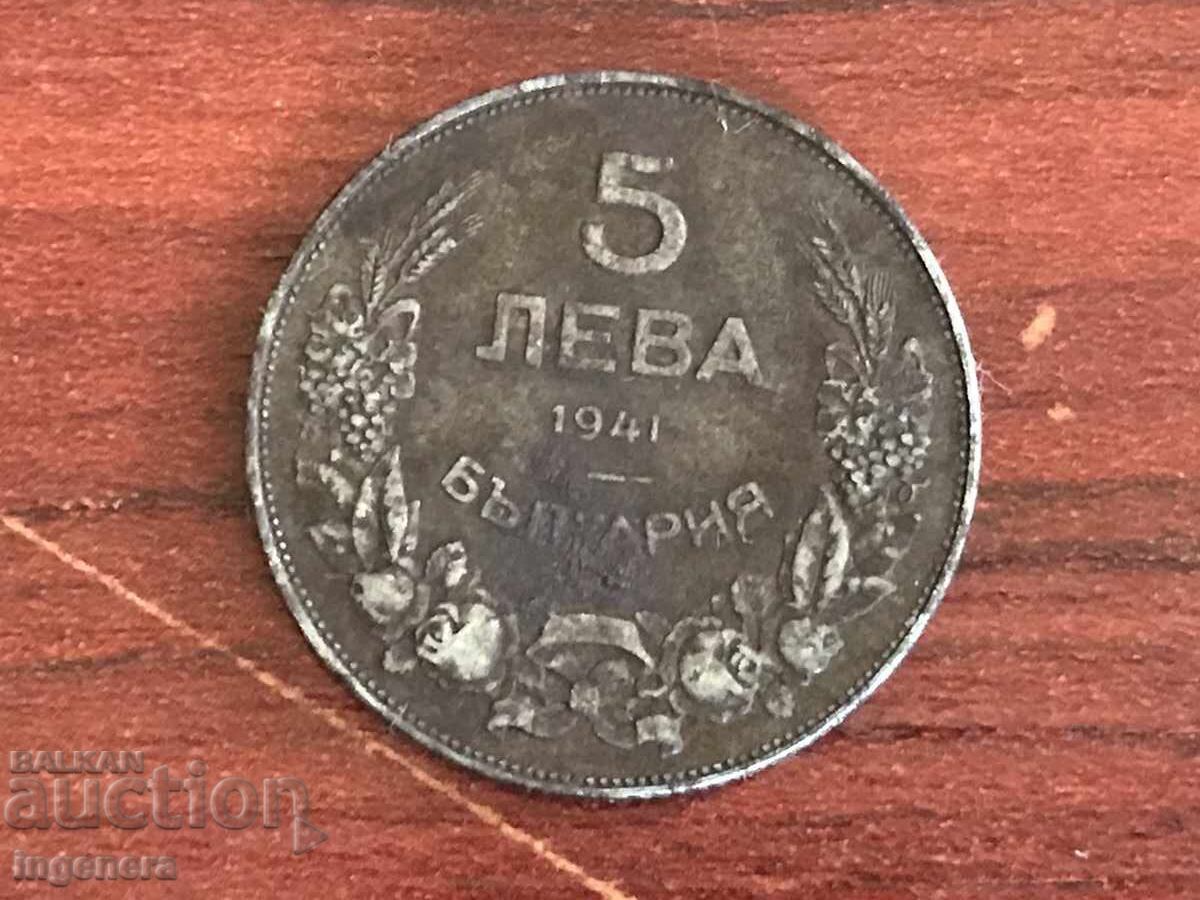 5
ЛЕВА
1941
БЪЛГАРИЯ
BALKAN
auction
ingenera